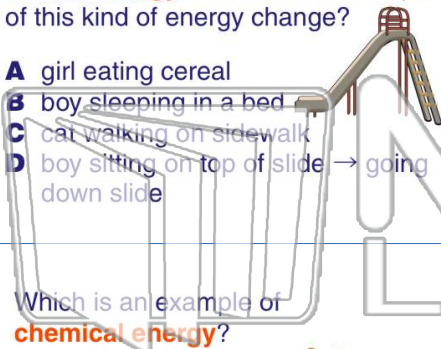 of this kind of energy change?
A girl eating cereal
B boy sleeping in a bed
C cat walking on sidewalk
D boy sitting on top of slide → going
down slide
Which is an example of
chemical energy?